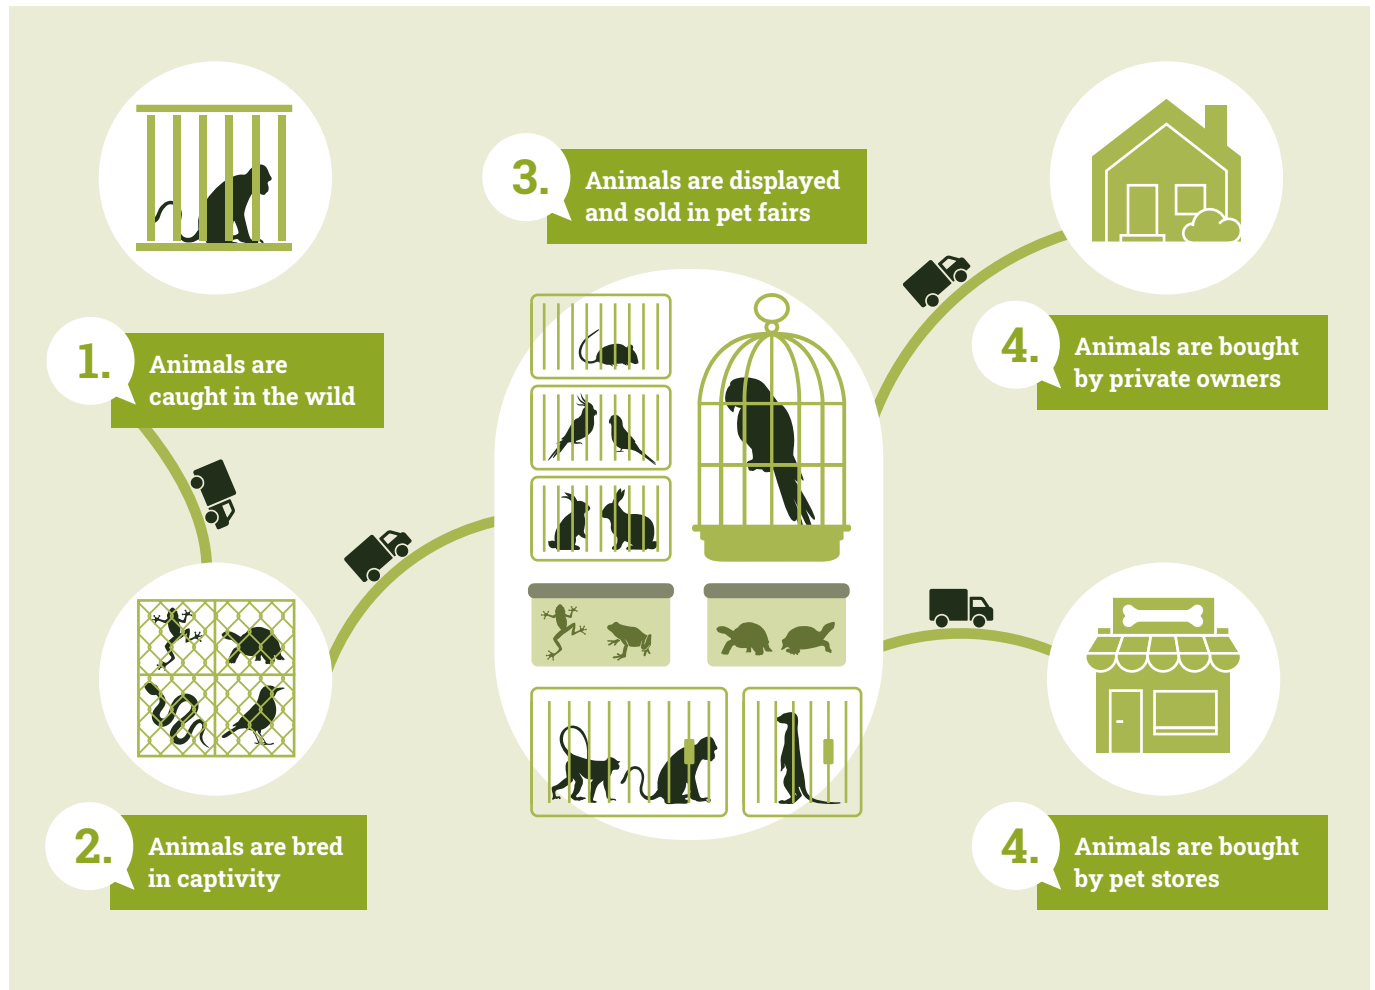 1.
Animals are
caught in the wild
2.
Animals are bred
in captivity
3.
Animals are displayed
and sold in pet fairs
4.
Animals are bought
by private owners
4.
Animals are bought
by pet stores